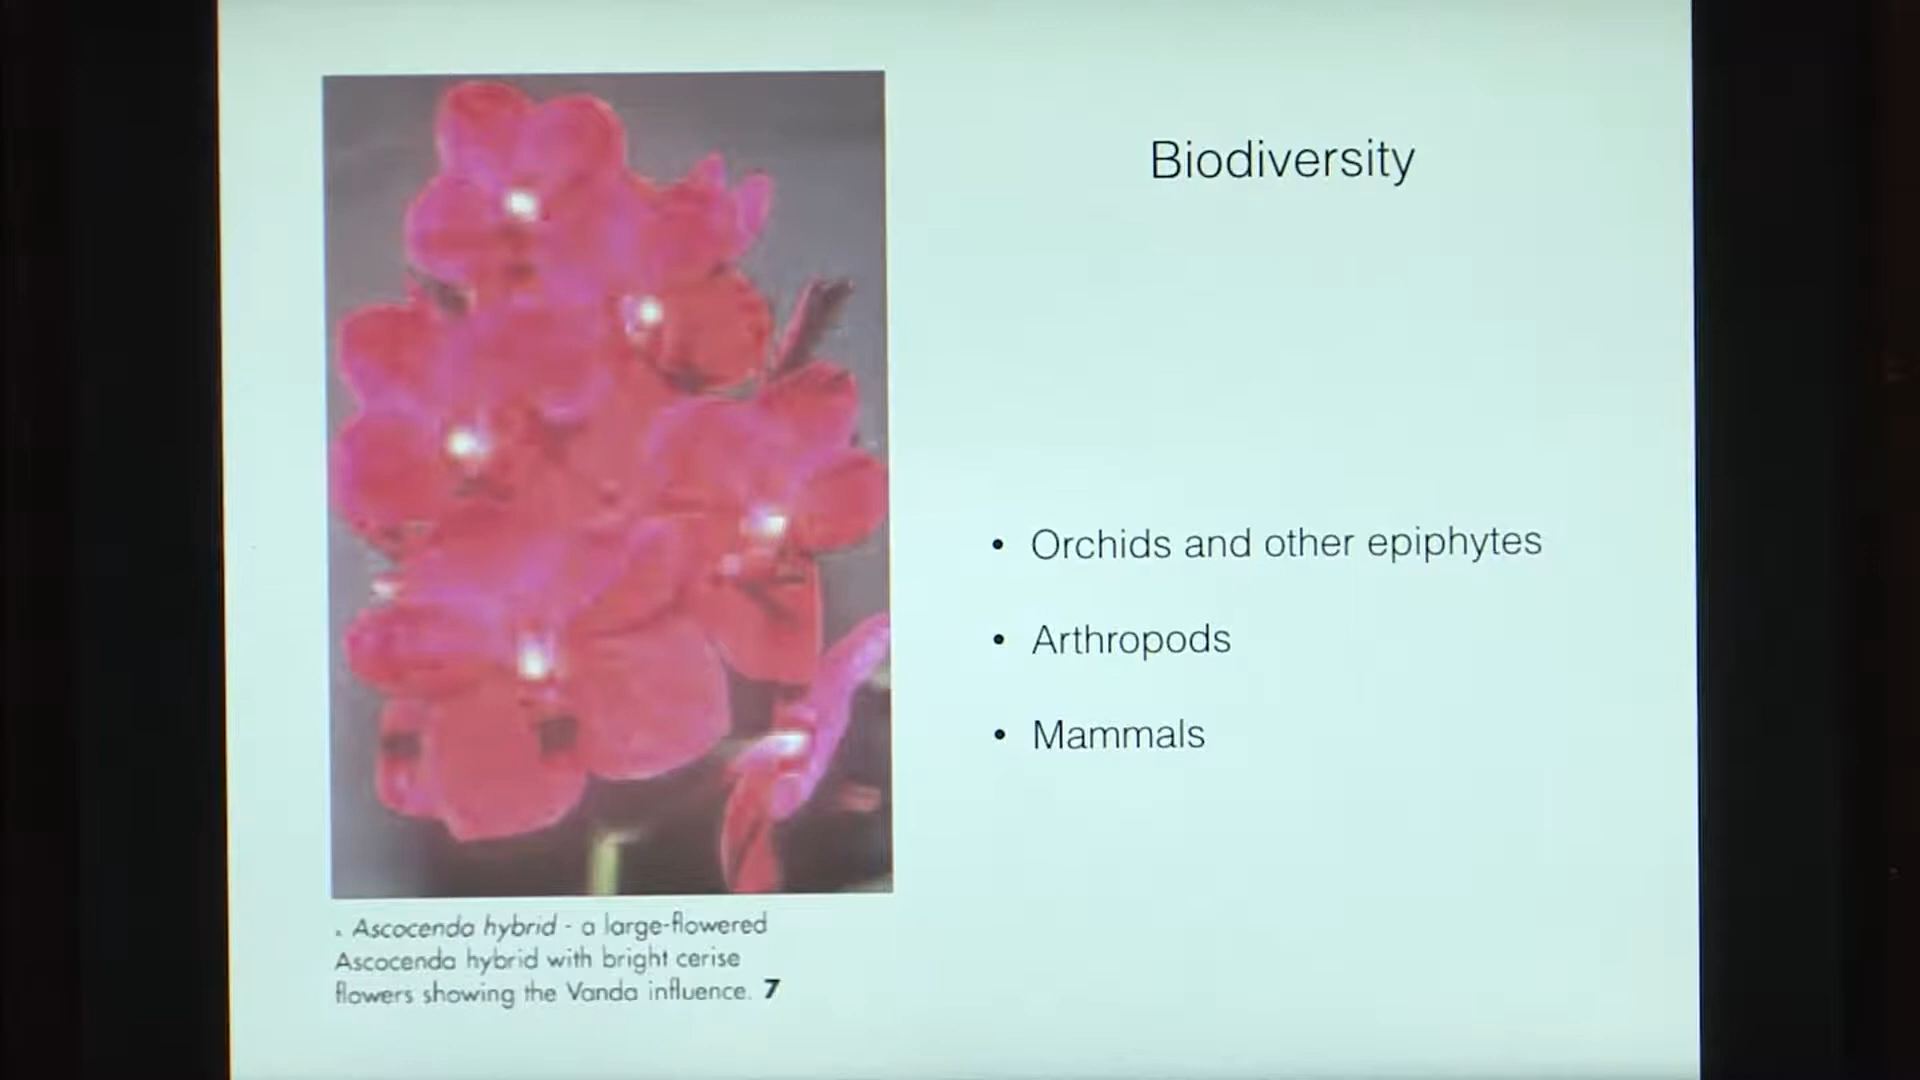 Biodiversity
• Orchids and other epiphytes
• Arthropods
• Mammals
. Ascocenda hybrid - a large-flowered
Ascocenda hybrid with bright cerise
flowers showing the Vanda influence. 7